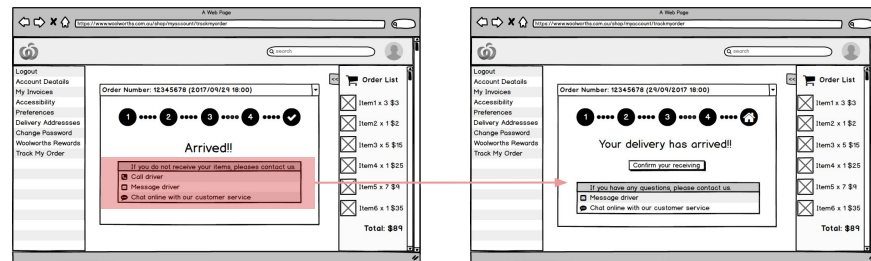 A Web Page
https://www.woolworths.com.au/shop/myaccount/trackmyorder
search
Logout
Account Deatails
My Invoices
Accessibility
Preferences
Delivery Addressses
Change Password
Woolworths Rewards
Track My Order
<<
Order List
Order Number: 12345678 (2017/09/29 18:00)
1 2 3 4
Arrived!!
If you do not receive your items, pleases contact us
Call driver
Message driver
Chat online with our customer service
Item1 x 3 $3
Item2 x 1 $2
Item3 x 5 $15
Item4 x 1 $25
Item5 x 7 $9
Item6 x 1 $35
Total: $89
A Web Page
https://www.woolworths.com.au/shop/myaccount/trackmyorder
search
Logout
Account Deatails
My Invoices
Accessibility
Preferences
Delivery Addressses
Change Password
Woolworths Rewards
Track My Order
<<
Order List
Order Number: 12345678 (29/09/2017 18:00)
1 2 3 4
Your delivery has arrived!!
Confirm your receiving
If you have any questions, please contact us
Message driver
Chat online with our customer service
Item1 x 3 $3
Item2 x 1 $2
Item3 x 5 $15
Item4 x 1 $25
Item5 x 7 $9
Item6 x 1 $35
Total: $89